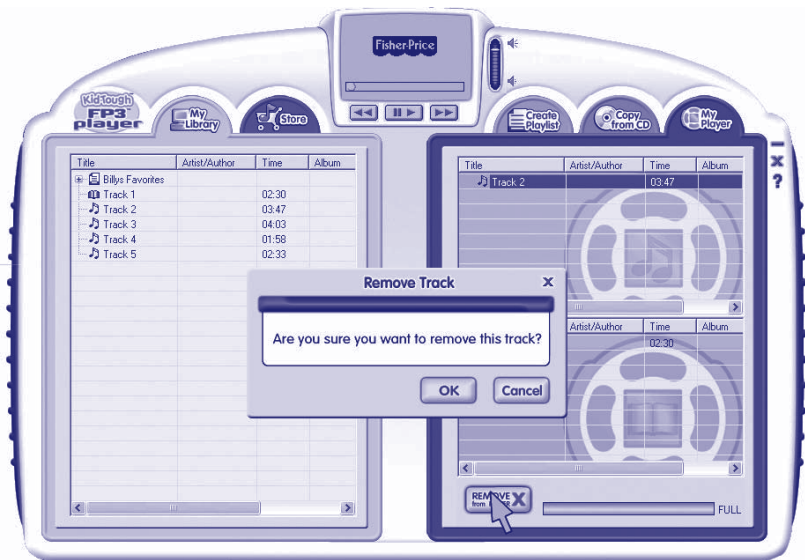 Fisher-Price
KidTough
FP3
player
My
Library
Store
Create
Playlist
Copy
from CD
My
Player
X
?
Title Artist/Author Time Album
Billys Favorites
Track 1 02:30
Track 2 03:47
Track 3 04:03
Track 4 01:58
Track 5 02:33
Title Artist/Author Time Album
Track 2 03:47
Remove Track X
Are you sure you want to remove this track?
OK Cancel
Artist/Author Time Album
02:30
REMOVE X
from
FULL